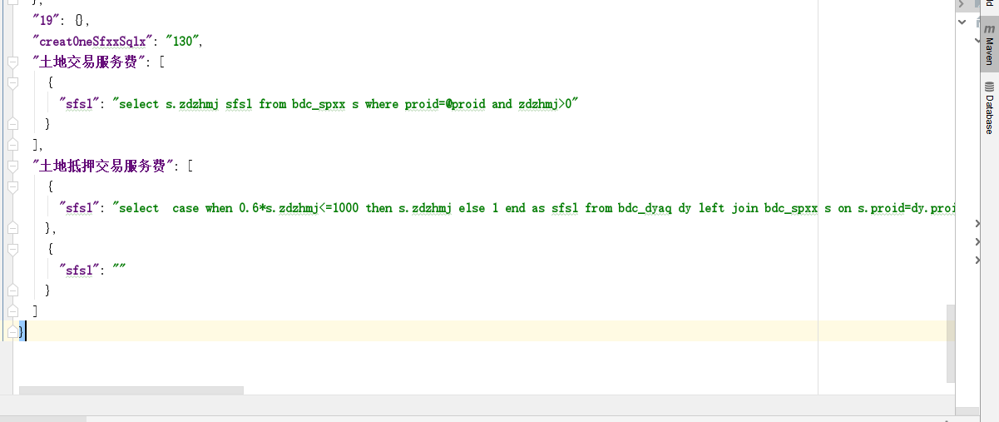 },
"19": {},
"creatOneSfxxSqlx": "130",
"土地交易服务费": [
{
"sfsl": "select s.zdzhmj sfsl from bdc_spxx s where proid=@proid and zdzhmj>0"
}
],
"土地抵押交易服务费": [
{
"sfsl": "select  case when 0.6*s.zdzhmj<=1000 then s.zdzhmj else 1 end as sfsl from bdc_dyaq dy left join bdc_spxx s on s.proid=dy.proi
},
{
"sfsl": ""
}
]
}
ld
m Maven
Database